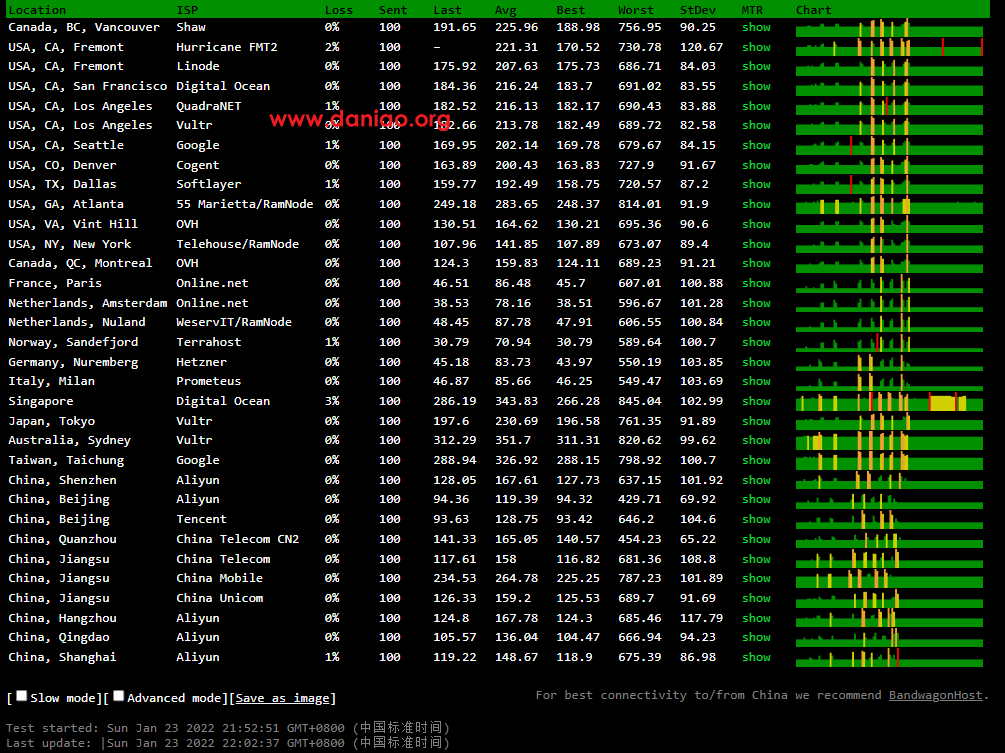 Location ISP Loss Sent Last Avg Best Worst StDev MTR Chart
Canada, BC, Vancouver Shaw 0% 100 191.65 225.96 188.98 756.95 90.25 show
USA, CA, Fremont Hurricane FMT2 2% 100 – 221.31 170.52 730.78 120.67 show
USA, CA, Fremont Linode 0% 100 175.92 207.63 175.73 686.71 84.03 show
USA, CA, San Francisco Digital Ocean 0% 100 184.36 216.24 183.7 691.02 83.55 show
USA, CA, Los Angeles QuadraNET 1% 100 182.52 216.13 182.17 690.43 83.88 show
www.daniao.org
USA, CA, Los Angeles Vultr 0% 100 182.66 213.78 182.49 689.72 82.58 show
USA, CA, Seattle Google 1% 100 169.95 202.14 169.78 679.67 84.15 show
USA, CO, Denver Cogent 0% 100 163.89 200.43 163.83 727.9 91.67 show
USA, TX, Dallas Softlayer 1% 100 159.77 192.49 158.75 720.57 87.2 show
USA, GA, Atlanta 55 Marietta/RamNode 0% 100 249.18 283.65 248.37 814.01 91.9 show
USA, VA, Vint Hill OVH 0% 100 130.51 164.62 130.21 695.36 90.6 show
USA, NY, New York Telehouse/RamNode 0% 100 107.96 141.85 107.89 673.07 89.4 show
Canada, QC, Montreal OVH 0% 100 124.3 159.83 124.11 689.23 91.21 show
France, Paris Online.net 0% 100 46.51 86.48 45.7 607.01 100.88 show
Netherlands, Amsterdam Online.net 0% 100 38.53 78.16 38.51 596.67 101.28 show
Netherlands, Nuland WeservIT/RamNode 0% 100 48.45 87.78 47.91 606.55 100.84 show
Norway, Sandefjord Terrahost 1% 100 30.79 70.94 30.79 589.64 100.7 show
Germany, Nuremberg Hetzner 0% 100 45.18 83.73 43.97 550.19 103.85 show
Italy, Milan Prometeus 0% 100 46.87 85.66 46.25 549.47 103.69 show
Singapore Digital Ocean 3% 100 286.19 343.83 266.28 845.04 102.99 show
Japan, Tokyo Vultr 0% 100 197.6 230.69 196.58 761.35 91.89 show
Australia, Sydney Vultr 0% 100 312.29 351.7 311.31 820.62 99.62 show
Taiwan, Taichung Google 0% 100 288.94 326.92 288.15 798.92 100.7 show
China, Shenzhen Aliyun 0% 100 128.05 167.61 127.73 637.15 101.92 show
China, Beijing Aliyun 0% 100 94.36 119.39 94.32 429.71 69.92 show
China, Beijing Tencent 0% 100 93.63 128.75 93.42 646.2 104.6 show
China, Quanzhou China Telecom CN2 0% 100 141.33 165.05 140.57 454.23 65.22 show
China, Jiangsu China Telecom 0% 100 117.61 158 116.82 681.36 108.8 show
China, Jiangsu China Mobile 0% 100 234.53 264.78 225.25 787.23 101.89 show
China, Jiangsu China Unicom 0% 100 126.33 159.2 125.53 689.7 91.69 show
China, Hangzhou Aliyun 0% 100 124.8 167.78 124.3 685.46 117.79 show
China, Qingdao Aliyun 0% 100 105.57 136.04 104.47 666.94 94.23 show
China, Shanghai Aliyun 1% 100 119.22 148.67 118.9 675.39 86.98 show
[ Slow mode][ Advanced mode][Save as image] For best connectivity to/from China we recommend BandwagonHost.
Test started: Sun Jan 23 2022 21:52:51 GMT+0800 (中国标准时间)
Last update: |Sun Jan 23 2022 22:02:37 GMT+0800 (中国标准时间)